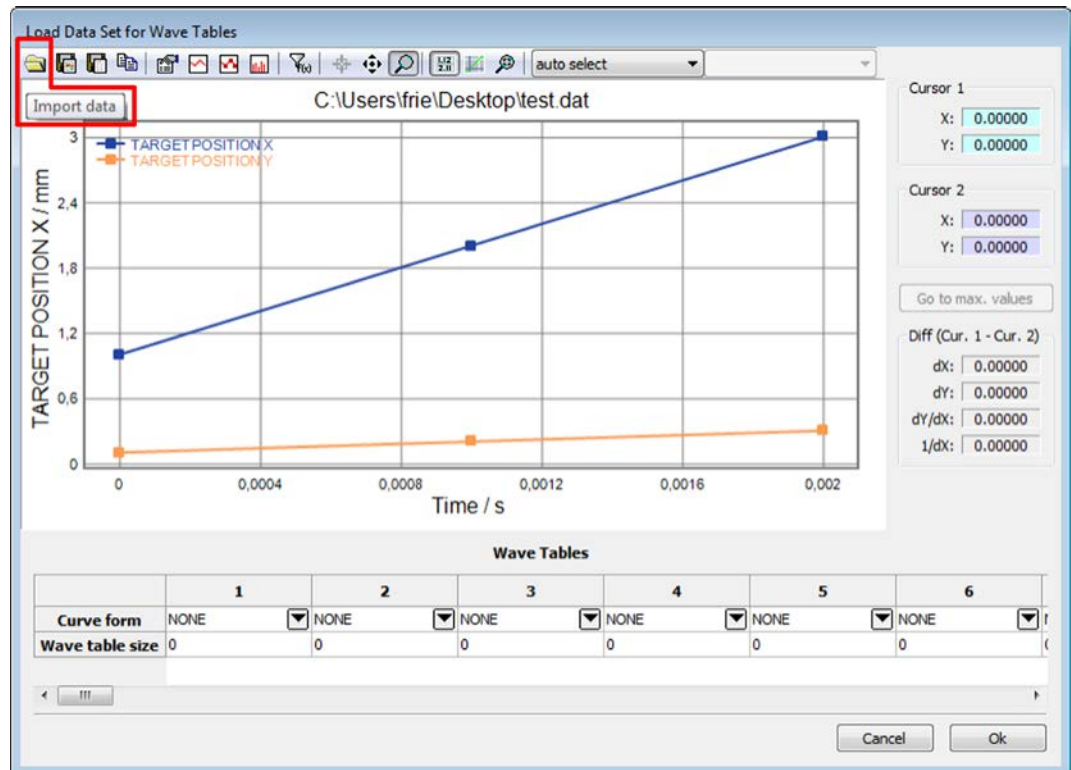 Load Data Set for Wave Tables
auto select
Import data
C:\Users\frie\Desktop\test.dat
TARGET POSITION X
TARGET POSITION Y
TARGET POSITION X / mm
3
2,4
1,8
1,2
0,6
0
0 0,0004 0,0008 0,0012 0,0016 0,002
Time / s
Cursor 1
X: 0.00000
Y: 0.00000
Cursor 2
X: 0.00000
Y: 0.00000
Go to max. values
Diff (Cur. 1 - Cur. 2)
dX: 0.00000
dY: 0.00000
dY/dX: 0.00000
1/dX: 0.00000
Wave Tables
1 2 3 4 5 6
Curve form NONE NONE NONE NONE NONE NONE
Wave table size 0 0 0 0 0 0
Cancel Ok